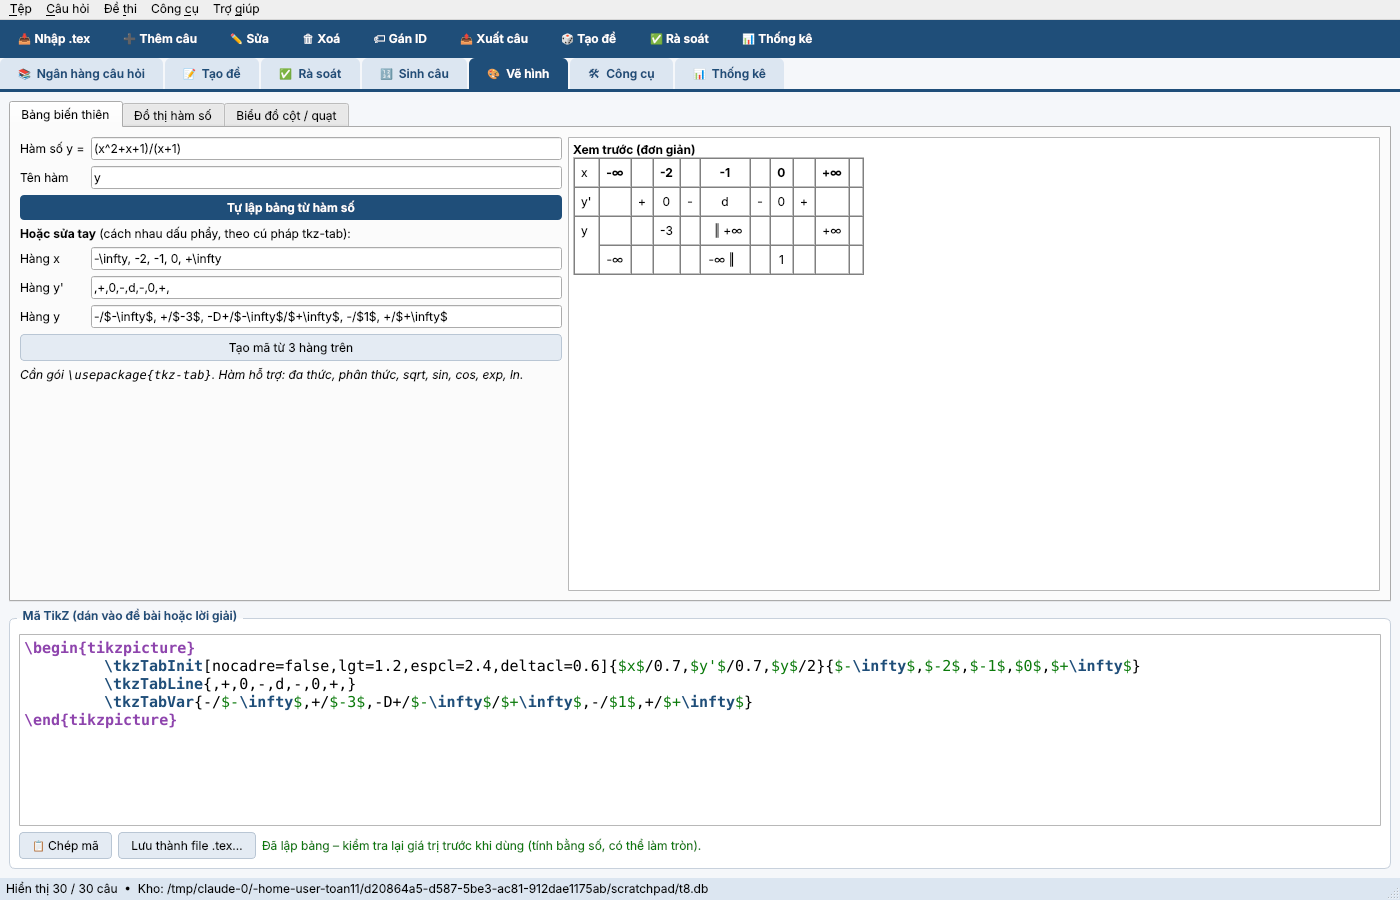 Tệp Câu hỏi Đề thi Công cụ Trợ giúp
📥 Nhập .tex ➕ Thêm câu ✏️ Sửa 🗑 Xoá 🏷 Gán ID 📤 Xuất câu 🎲 Tạo đề ✅ Rà soát 📊 Thống kê
📚 Ngân hàng câu hỏi 📝 Tạo đề ✅ Rà soát 🔢 Sinh câu 🎨 Vẽ hình 🛠 Công cụ 📊 Thống kê
Bảng biến thiên Đồ thị hàm số Biểu đồ cột / quạt
Hàm số y = (x^2+x+1)/(x+1)
Tên hàm y
Tự lập bảng từ hàm số
Hoặc sửa tay (cách nhau dấu phẩy, theo cú pháp tkz-tab):
Hàng x -\infty, -2, -1, 0, +\infty
Hàng y' ,+,0,-,d,-,0,+,
Hàng y -/$-\infty$, +/$-3$, -D+/$-\infty$/$+\infty$, -/$1$, +/$+\infty$
Tạo mã từ 3 hàng trên
Cần gói \usepackage{tkz-tab}. Hàm hỗ trợ: đa thức, phân thức, sqrt, sin, cos, exp, ln.
Xem trước (đơn giản)
x -∞ -2 -1 0 +∞
y' + 0 - d - 0 +
y -3 ‖ +∞ +∞
-∞ -∞ ‖ 1
Mã TikZ (dán vào đề bài hoặc lời giải)
\begin{tikzpicture}
\tkzTabInit[nocadre=false,lgt=1.2,espcl=2.4,deltacl=0.6]{$x$/0.7,$y'$/0.7,$y$/2}{$-\infty$,$-2$,$-1$,$0$,$+\infty$}
\tkzTabLine{,+,0,-,d,-,0,+,}
\tkzTabVar{-/$-\infty$,+/$-3$,-D+/$-\infty$/$+\infty$,-/$1$,+/$+\infty$}
\end{tikzpicture}
📋 Chép mã Lưu thành file .tex... Đã lập bảng – kiểm tra lại giá trị trước khi dùng (tính bằng số, có thể làm tròn).
Hiển thị 30 / 30 câu • Kho: /tmp/claude-0/-home-user-toan11/d20864a5-d587-5be3-ac81-912dae1175ab/scratchpad/t8.db